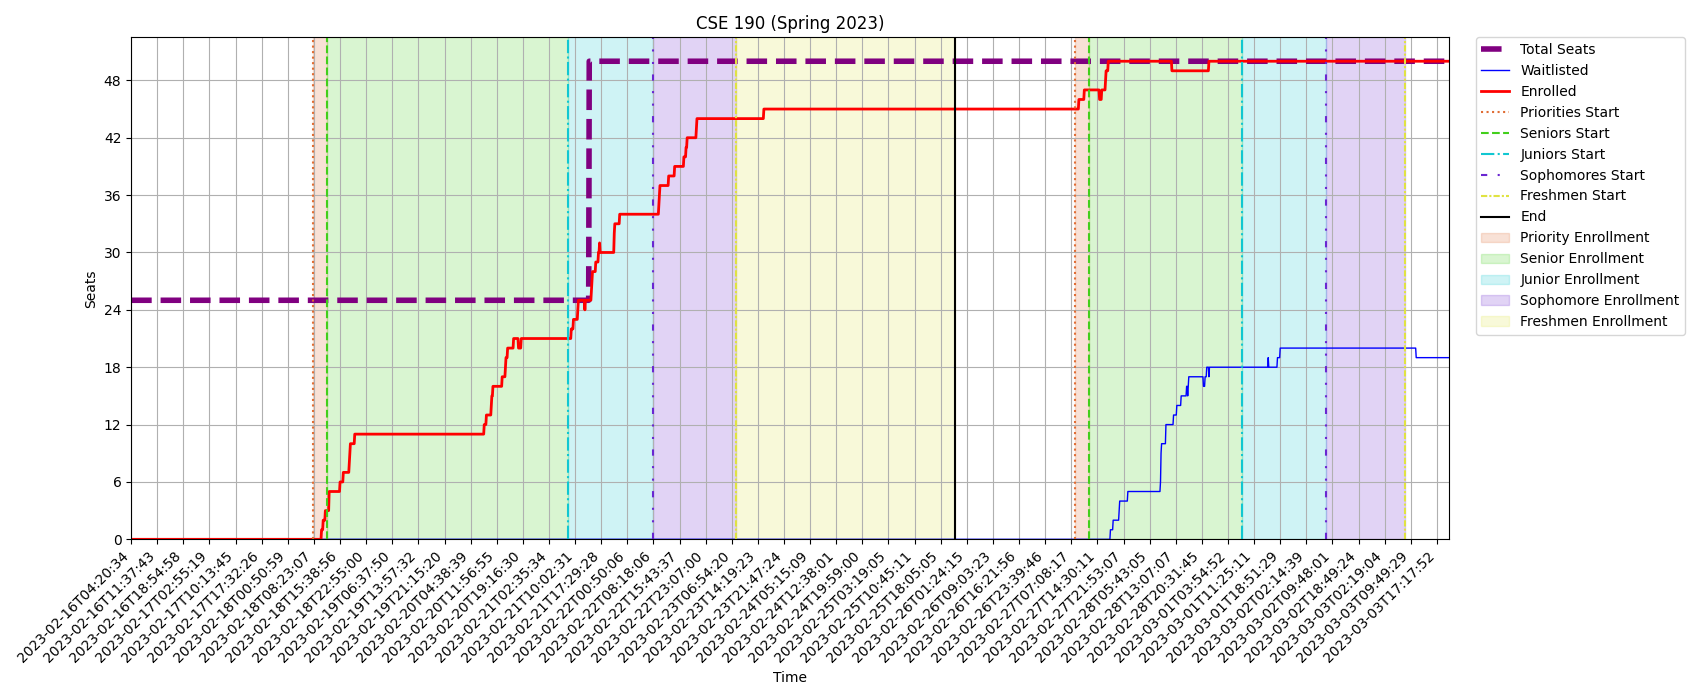 CSE 190 (Spring 2023)
Seats
48
42
36
30
24
18
12
6
0
Total Seats
Waitlisted
Enrolled
Priorities Start
Seniors Start
Juniors Start
Sophomores Start
Freshmen Start
End
Priority Enrollment
Senior Enrollment
Junior Enrollment
Sophomore Enrollment
Freshmen Enrollment
2023-02-16T04:20:34
2023-02-16T11:37:43
2023-02-16T18:54:58
2023-02-17T02:55:19
2023-02-17T10:13:45
2023-02-17T17:32:26
2023-02-18T00:50:59
2023-02-18T08:23:07
2023-02-18T15:38:56
2023-02-18T22:55:00
2023-02-19T06:37:50
2023-02-19T13:57:32
2023-02-19T21:15:20
2023-02-20T04:38:39
2023-02-20T11:56:55
2023-02-20T19:16:30
2023-02-21T02:35:34
2023-02-21T10:02:31
2023-02-21T17:29:28
2023-02-22T00:50:06
2023-02-22T08:18:06
2023-02-22T15:43:37
2023-02-22T23:07:00
2023-02-23T06:54:20
2023-02-23T14:19:23
2023-02-23T21:47:24
2023-02-24T05:15:09
2023-02-24T12:38:01
2023-02-24T19:59:00
2023-02-25T03:19:05
2023-02-25T10:45:11
2023-02-25T18:05:05
2023-02-26T01:24:15
2023-02-26T09:03:23
2023-02-26T16:21:56
2023-02-26T23:39:46
2023-02-27T07:08:17
2023-02-27T14:30:11
2023-02-27T21:53:07
2023-02-28T05:43:05
2023-02-28T13:07:07
2023-02-28T20:31:45
2023-03-01T03:54:52
2023-03-01T11:25:11
2023-03-01T18:51:29
2023-03-02T02:14:39
2023-03-02T09:48:01
2023-03-02T18:49:24
2023-03-03T02:19:04
2023-03-03T09:49:29
2023-03-03T17:17:52
Time